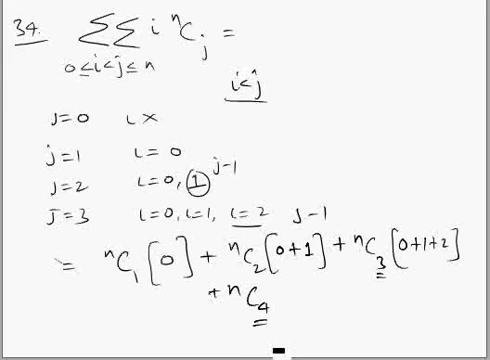 34. ΣΣ i ⁿCⱼ =
0≤i<j≤n
i<j
J=0 i ×
j=1 i=0
J=2 i=0, 1 j-1
J=3 i=0, i=1, i=2 J-1
= ⁿC₁[0] + ⁿC₂[0+1] + ⁿC₃[0+1+2]
+ ⁿC₄